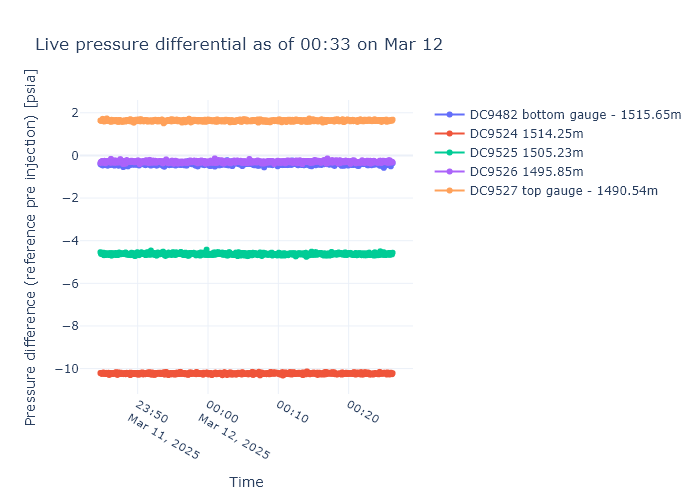 Live pressure differential as of 00:33 on Mar 12
Pressure difference (reference pre injection) [psia]
2
0
−2
−4
−6
−8
−10
23:50
Mar 11, 2025
00:00
Mar 12, 2025
00:10
00:20
Time
DC9482 bottom gauge - 1515.65m
DC9524 1514.25m
DC9525 1505.23m
DC9526 1495.85m
DC9527 top gauge - 1490.54m